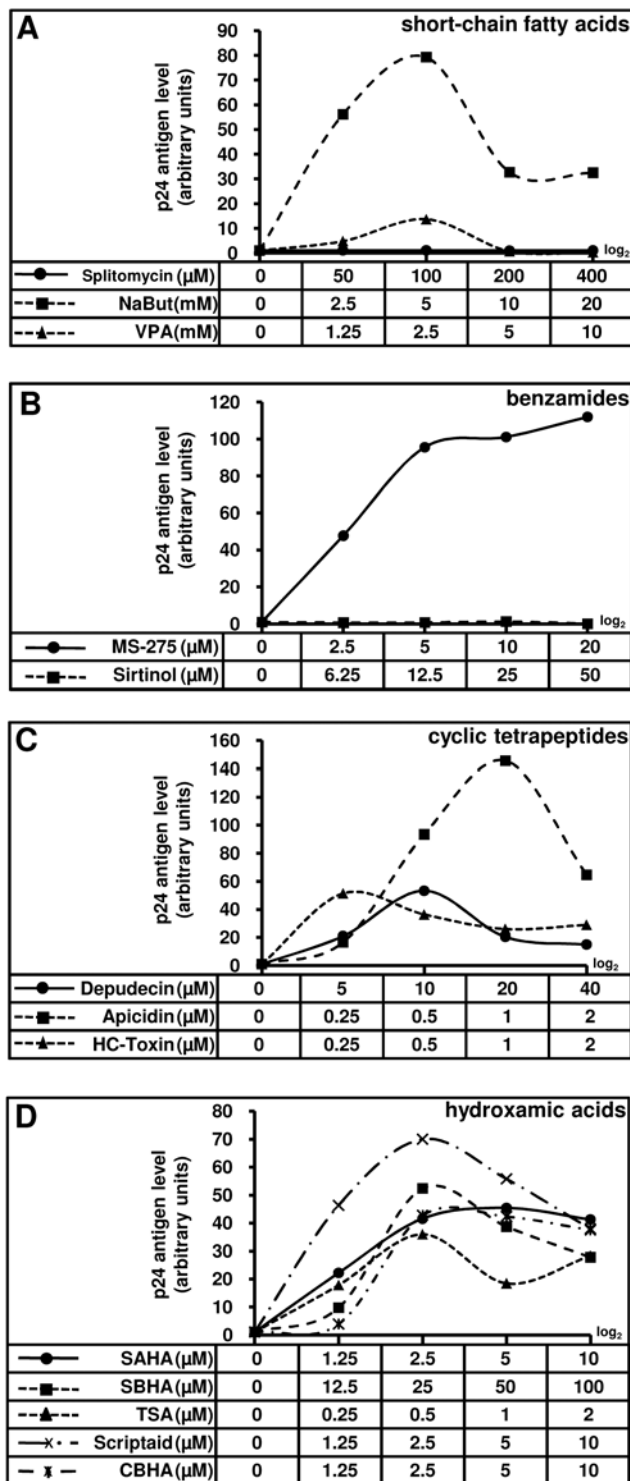 A
short-chain fatty acids
p24 antigen level
(arbitrary units)
90
80
70
60
50
40
30
20
10
0
log2
Splitomycin (µM) 0 50 100 200 400
NaBut(mM) 0 2.5 5 10 20
VPA(mM) 0 1.25 2.5 5 10
B
benzamides
p24 antigen level
(arbitrary units)
120
100
80
60
40
20
0
log2
MS-275 (µM) 0 2.5 5 10 20
Sirtinol (µM) 0 6.25 12.5 25 50
C
cyclic tetrapeptides
p24 antigen level
(arbitrary units)
160
140
120
100
80
60
40
20
0
log2
Depudecin (µM) 0 5 10 20 40
Apicidin (µM) 0 0.25 0.5 1 2
HC-Toxin (µM) 0 0.25 0.5 1 2
D
hydroxamic acids
p24 antigen level
(arbitrary units)
80
70
60
50
40
30
20
10
0
log2
SAHA (µM) 0 1.25 2.5 5 10
SBHA (µM) 0 12.5 25 50 100
TSA (µM) 0 0.25 0.5 1 2
Scriptaid (µM) 0 1.25 2.5 5 10
CBHA (µM) 0 1.25 2.5 5 10